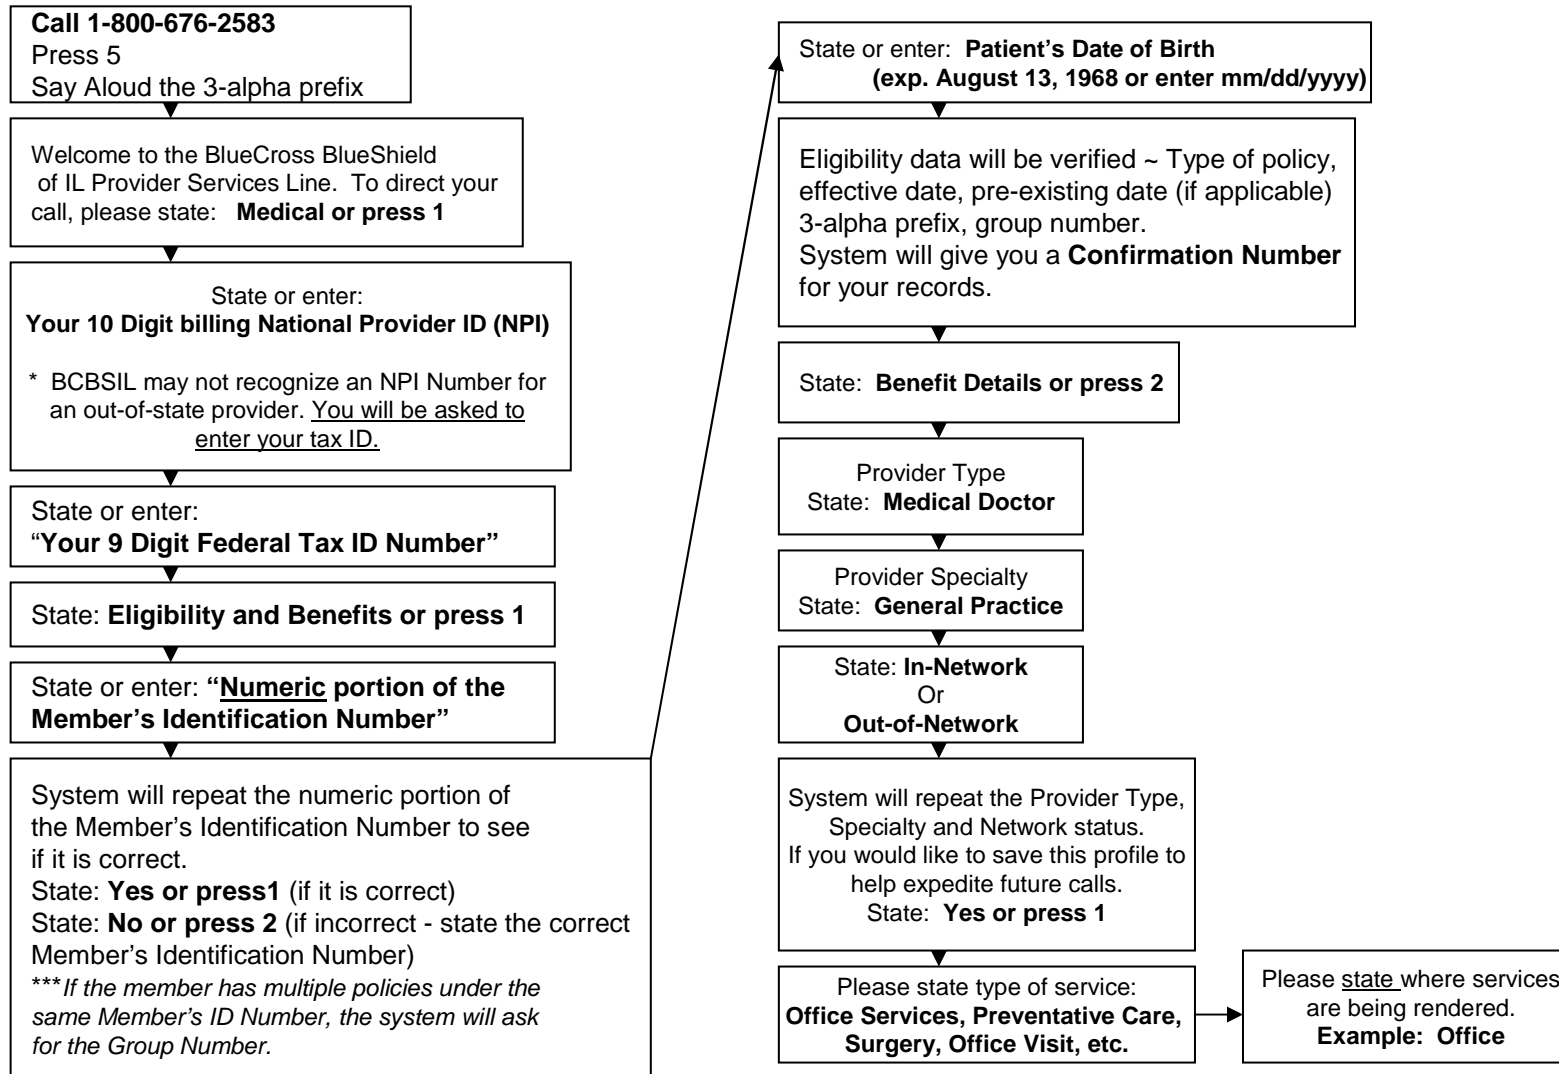 Call 1-800-676-2583
Press 5
Say Aloud the 3-alpha prefix
Welcome to the BlueCross BlueShield
of IL Provider Services Line. To direct your
call, please state: Medical or press 1
State or enter:
Your 10 Digit billing National Provider ID (NPI)
* BCBSIL may not recognize an NPI Number for
an out-of-state provider. You will be asked to
enter your tax ID.
State or enter:
“Your 9 Digit Federal Tax ID Number”
State: Eligibility and Benefits or press 1
State or enter: “Numeric portion of the
Member’s Identification Number”
System will repeat the numeric portion of
the Member’s Identification Number to see
if it is correct.
State: Yes or press1 (if it is correct)
State: No or press 2 (if incorrect - state the correct
Member’s Identification Number)
***If the member has multiple policies under the
same Member’s ID Number, the system will ask
for the Group Number.
State or enter: Patient’s Date of Birth
(exp. August 13, 1968 or enter mm/dd/yyyy)
Eligibility data will be verified ~ Type of policy,
effective date, pre-existing date (if applicable)
3-alpha prefix, group number.
System will give you a Confirmation Number
for your records.
State: Benefit Details or press 2
Provider Type
State: Medical Doctor
Provider Specialty
State: General Practice
State: In-Network
Or
Out-of-Network
System will repeat the Provider Type,
Specialty and Network status.
If you would like to save this profile to
help expedite future calls.
State: Yes or press 1
Please state type of service:
Office Services, Preventative Care,
Surgery, Office Visit, etc.
Please state where services
are being rendered.
Example: Office